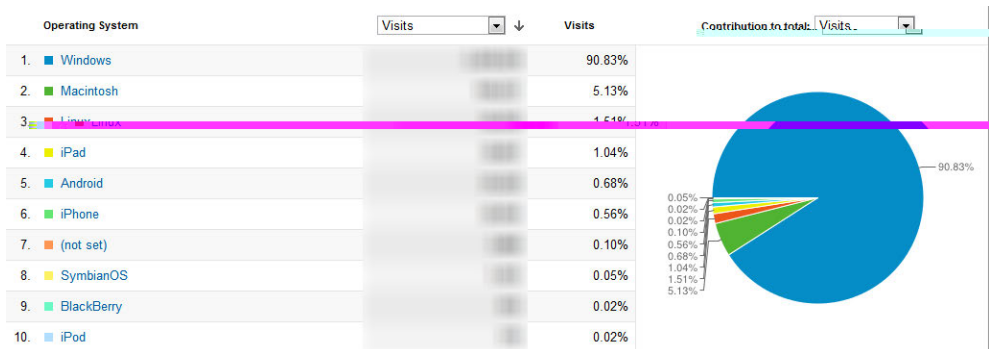 Operating System Visits Visits Contribution to total: Visits
1. Windows 90.83%
2. Macintosh 5.13%
3. Linux 1.51%
4. iPad 1.04%
5. Android 0.68%
6. iPhone 0.56%
7. (not set) 0.10%
8. SymbianOS 0.05%
9. BlackBerry 0.02%
10. iPod 0.02%
90.83%
0.05%
0.02%
0.02%
0.10%
0.56%
0.68%
1.04%
1.51%
5.13%